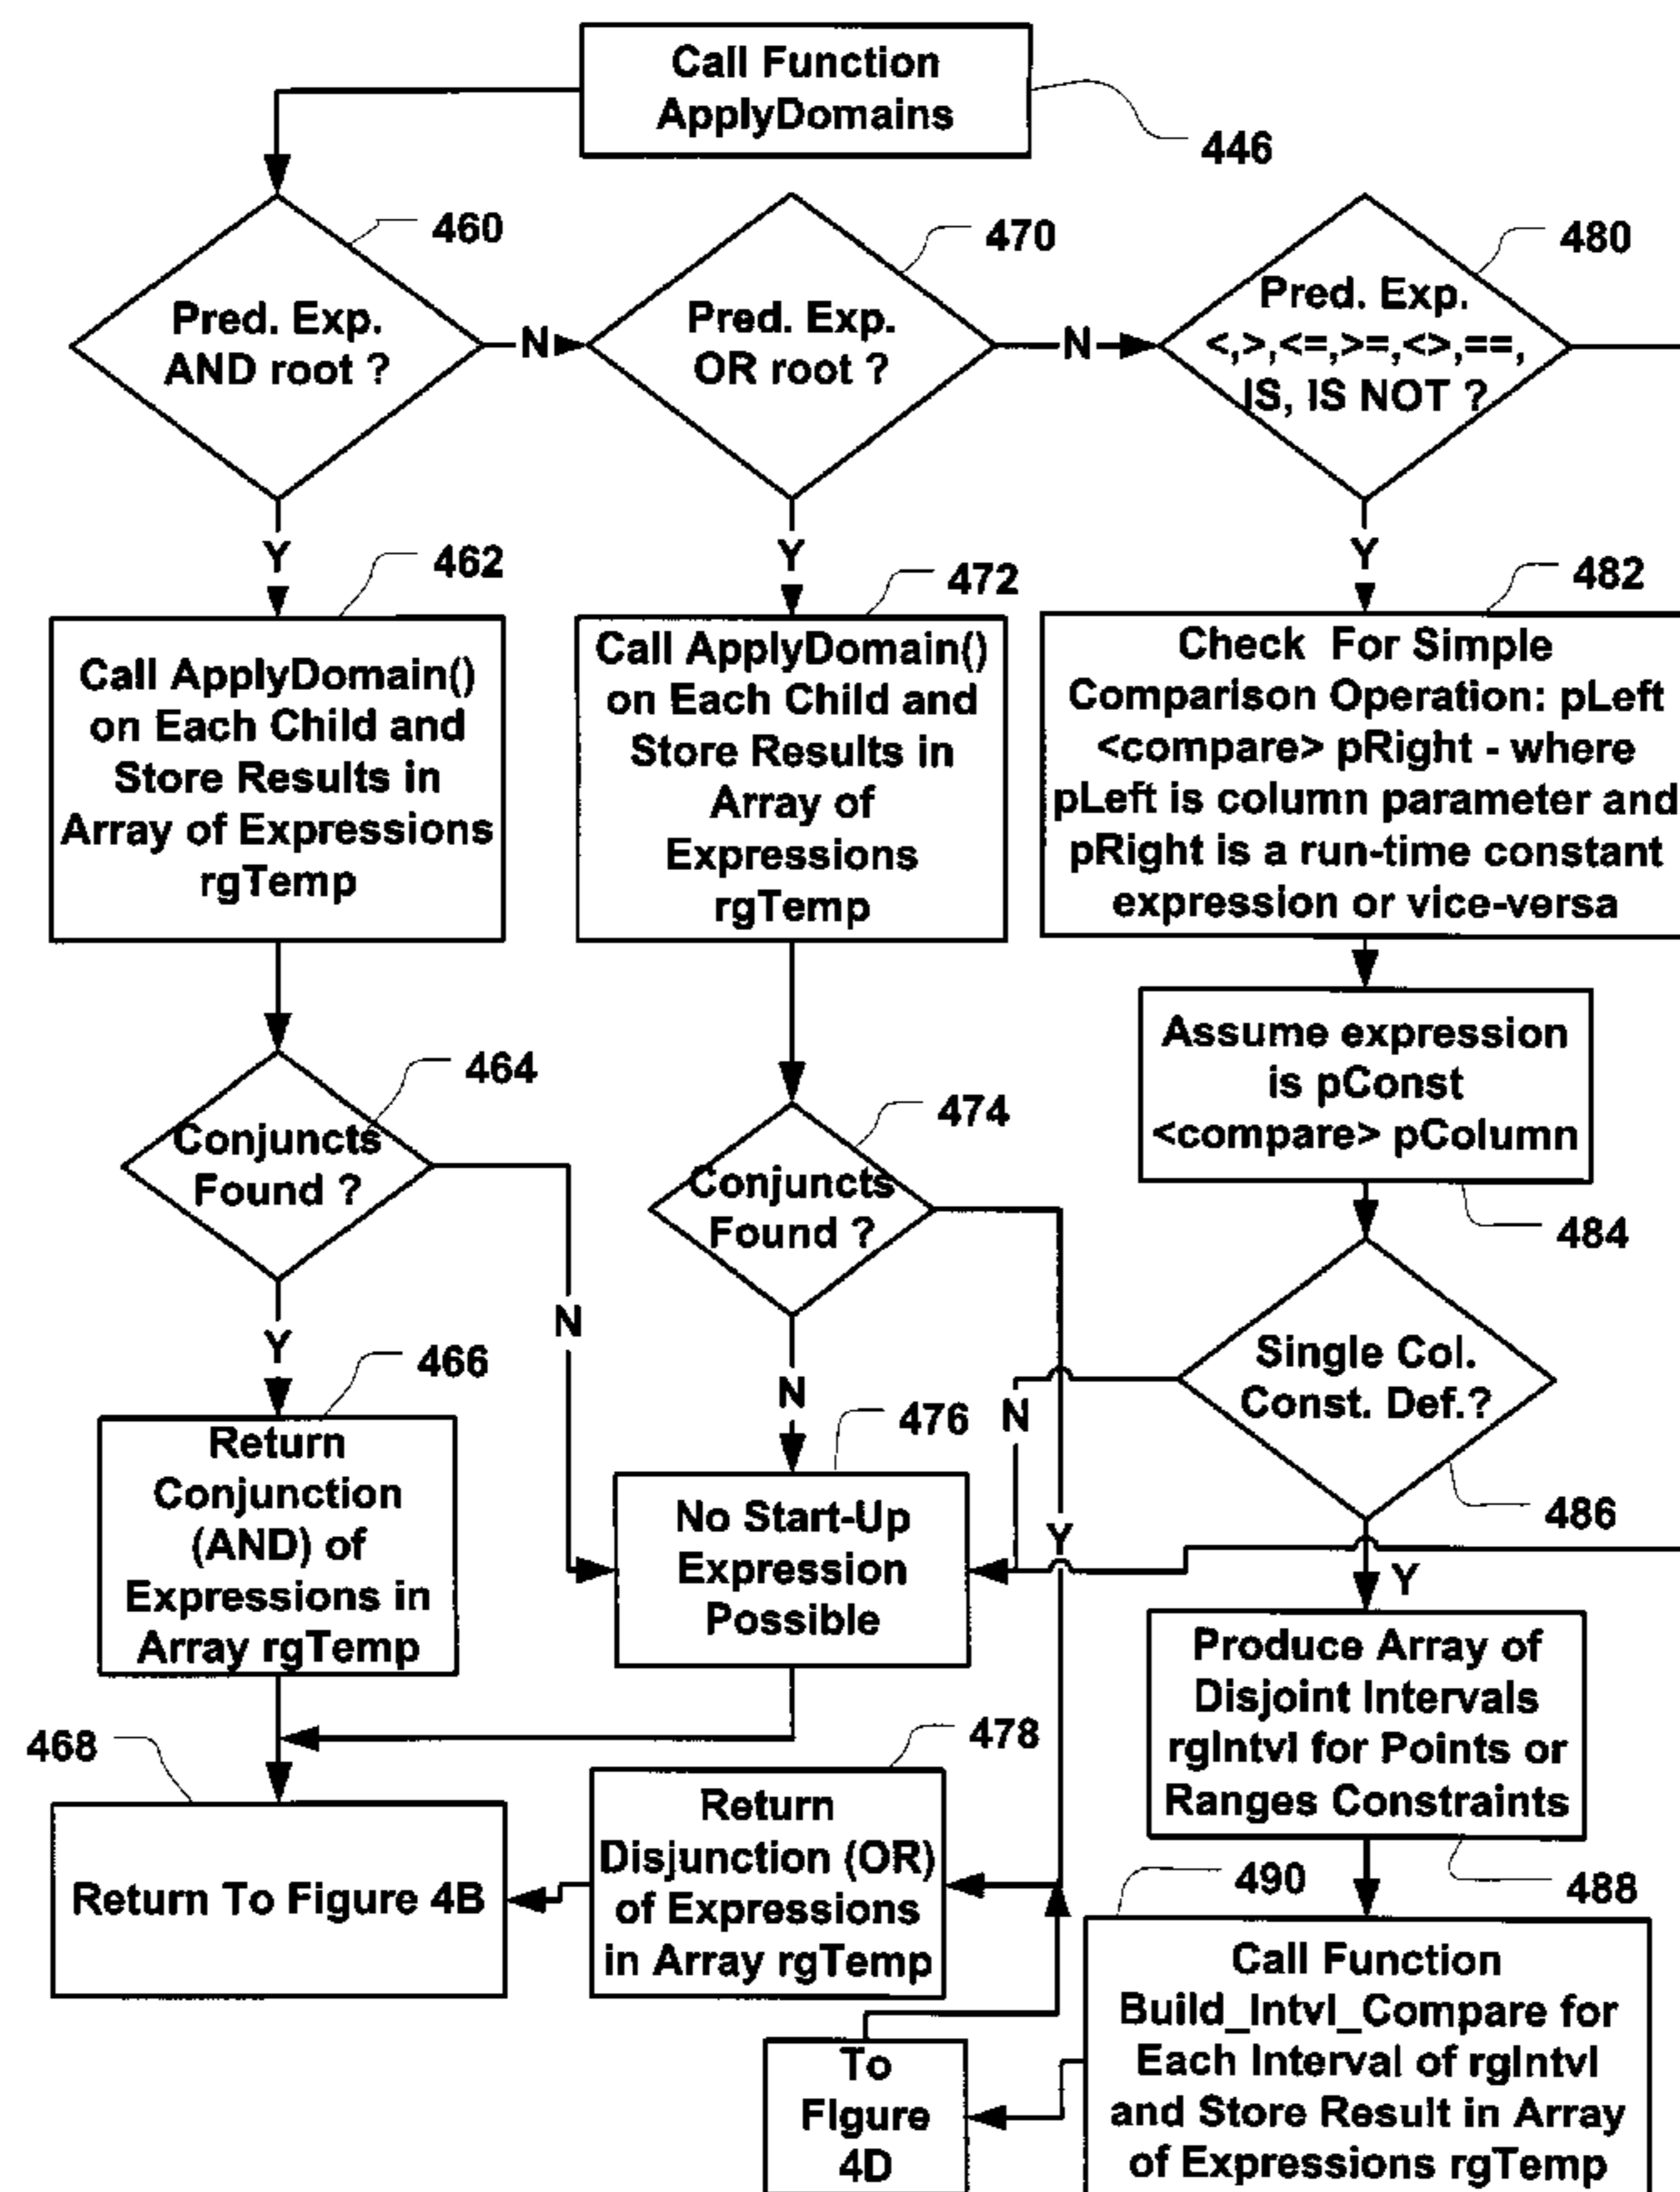 Call Function
ApplyDomains
446
460
470
480
Pred. Exp.
AND root ?
N
Pred. Exp.
OR root ?
N
Pred. Exp.
<,>,<=,>=,<>,==,
IS, IS NOT ?
Y
Y
Y
462
472
482
Call ApplyDomain()
on Each Child and
Store Results in
Array of Expressions
rgTemp
Call ApplyDomain()
on Each Child and
Store Results in
Array of
Expressions
rgTemp
Check For Simple
Comparison Operation: pLeft
<compare> pRight - where
pLeft is column parameter and
pRight is a run-time constant
expression or vice-versa
464
Conjuncts
Found ?
474
Conjuncts
Found ?
Assume expression
is pConst
<compare> pColumn
484
N
Y
N
Y
N
Single Col.
Const. Def.?
486
Y
466
Return
Conjunction
(AND) of
Expressions in
Array rgTemp
476
No Start-Up
Expression
Possible
Produce Array of
Disjoint Intervals
rgIntvl for Points or
Ranges Constraints
488
468
Return To Figure 4B
478
Return
Disjunction (OR)
of Expressions
in Array rgTemp
490
Call Function
Build_Intvl_Compare for
Each Interval of rgIntvl
and Store Result in Array
of Expressions rgTemp
To
Figure
4D